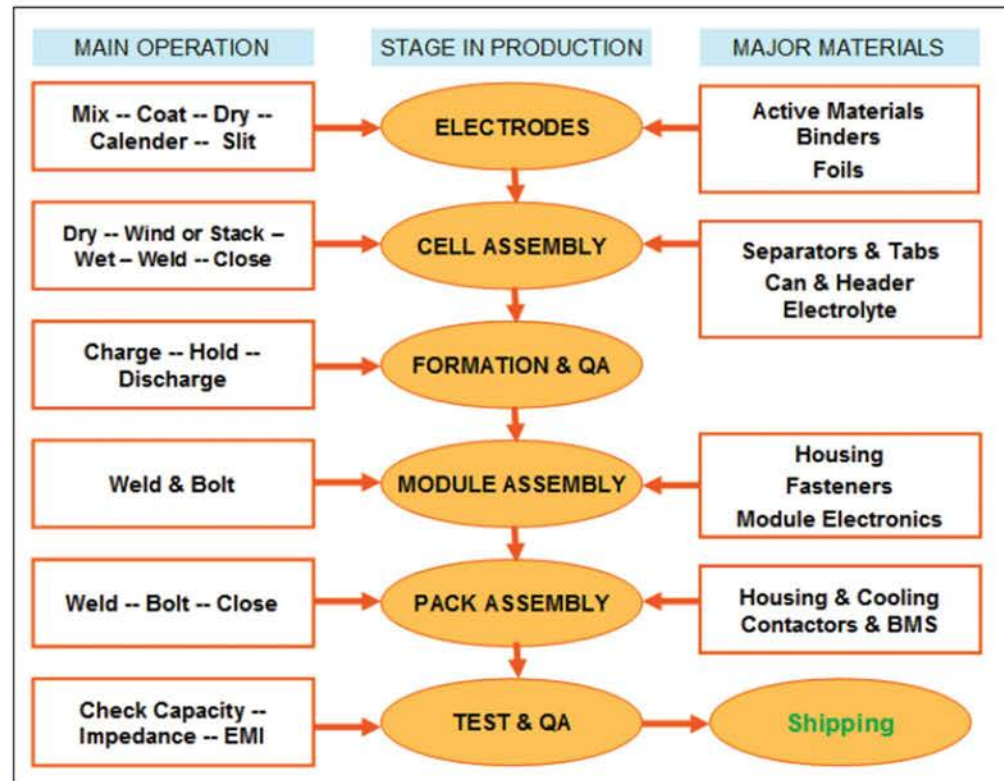 MAIN OPERATION
STAGE IN PRODUCTION
MAJOR MATERIALS
Mix -- Coat -- Dry --
Calender -- Slit
ELECTRODES
Active Materials
Binders
Foils
Dry -- Wind or Stack –
Wet – Weld -- Close
CELL ASSEMBLY
Separators & Tabs
Can & Header
Electrolyte
Charge -- Hold --
Discharge
FORMATION & QA
Weld & Bolt
MODULE ASSEMBLY
Housing
Fasteners
Module Electronics
Weld -- Bolt -- Close
PACK ASSEMBLY
Housing & Cooling
Contactors & BMS
Check Capacity --
Impedance -- EMI
TEST & QA
Shipping